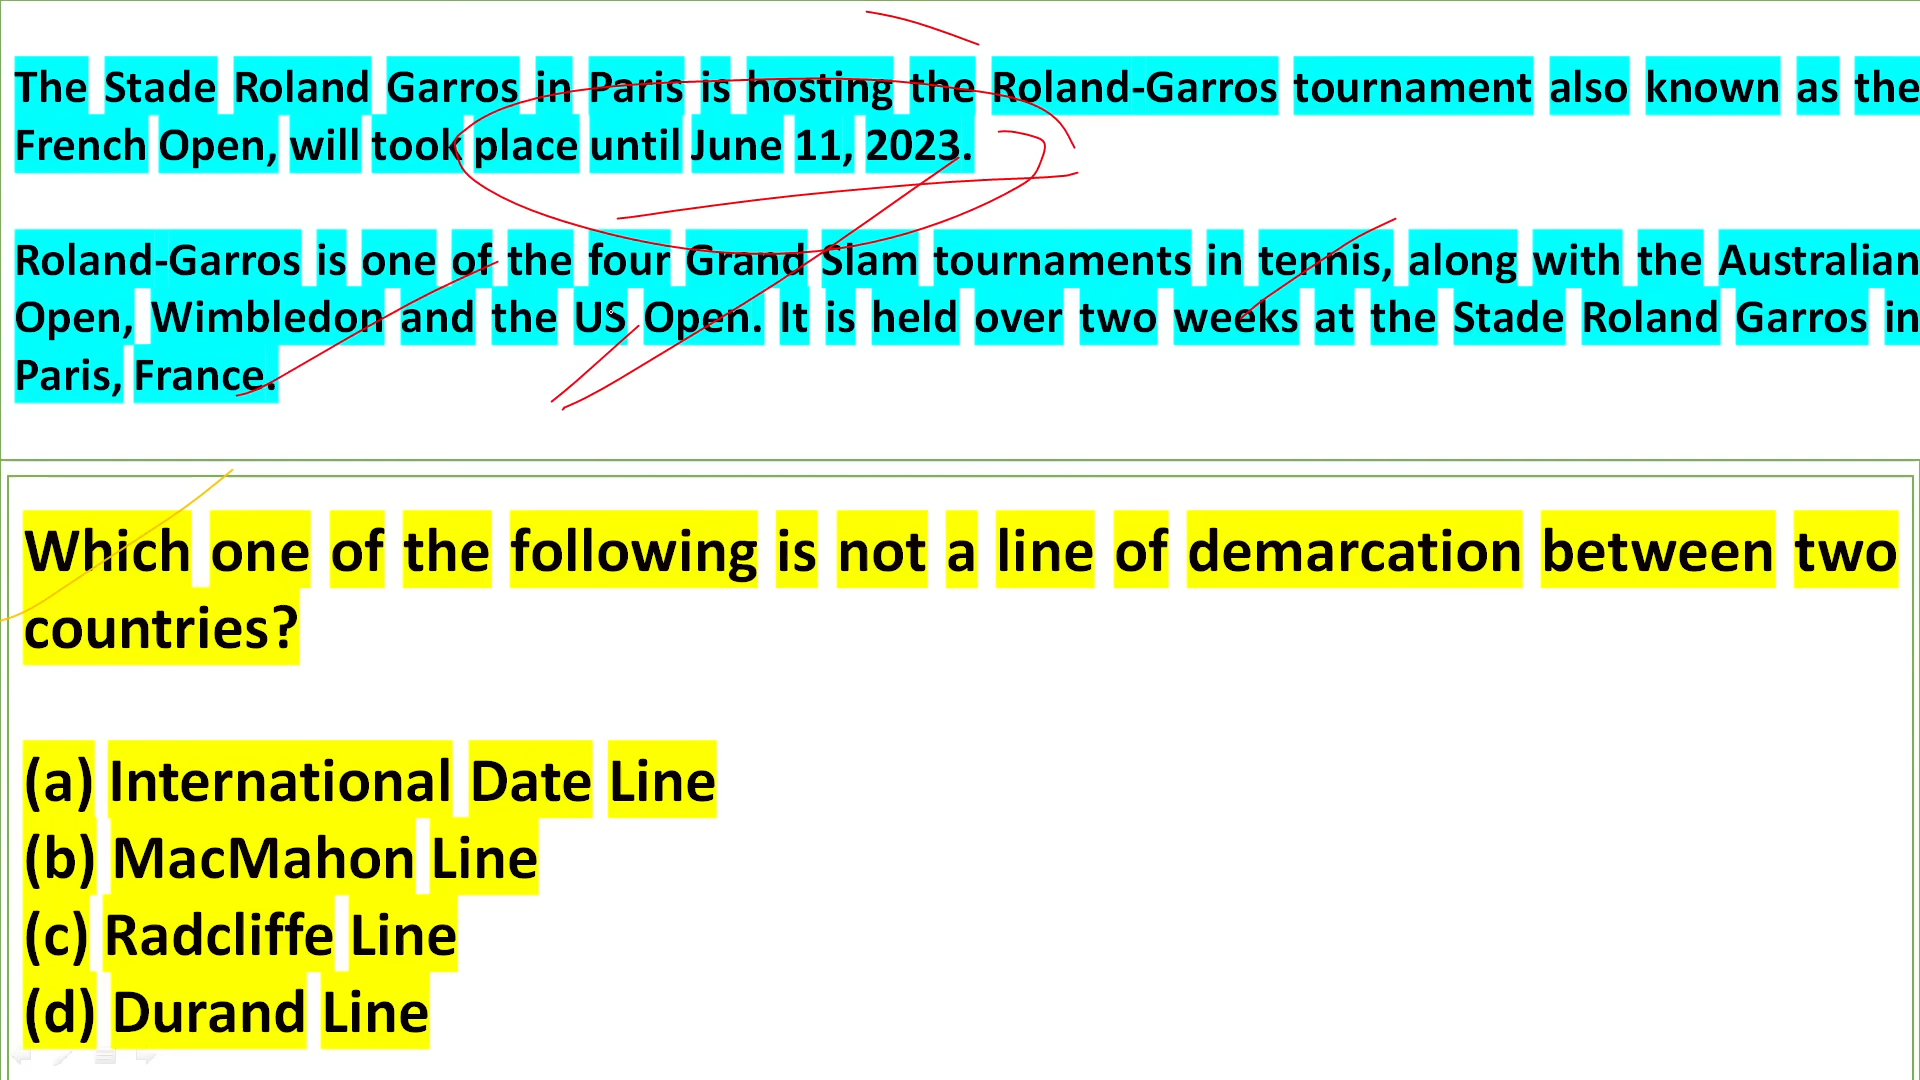 The Stade Roland Garros in Paris is hosting the Roland-Garros tournament also known as the
French Open, will took place until June 11, 2023.
Roland-Garros is one of the four Grand Slam tournaments in tennis, along with the Australian
Open, Wimbledon and the US Open. It is held over two weeks at the Stade Roland Garros in
Paris, France.
Which one of the following is not a line of demarcation between two
countries?
(a) International Date Line
(b) MacMahon Line
(c) Radcliffe Line
(d) Durand Line